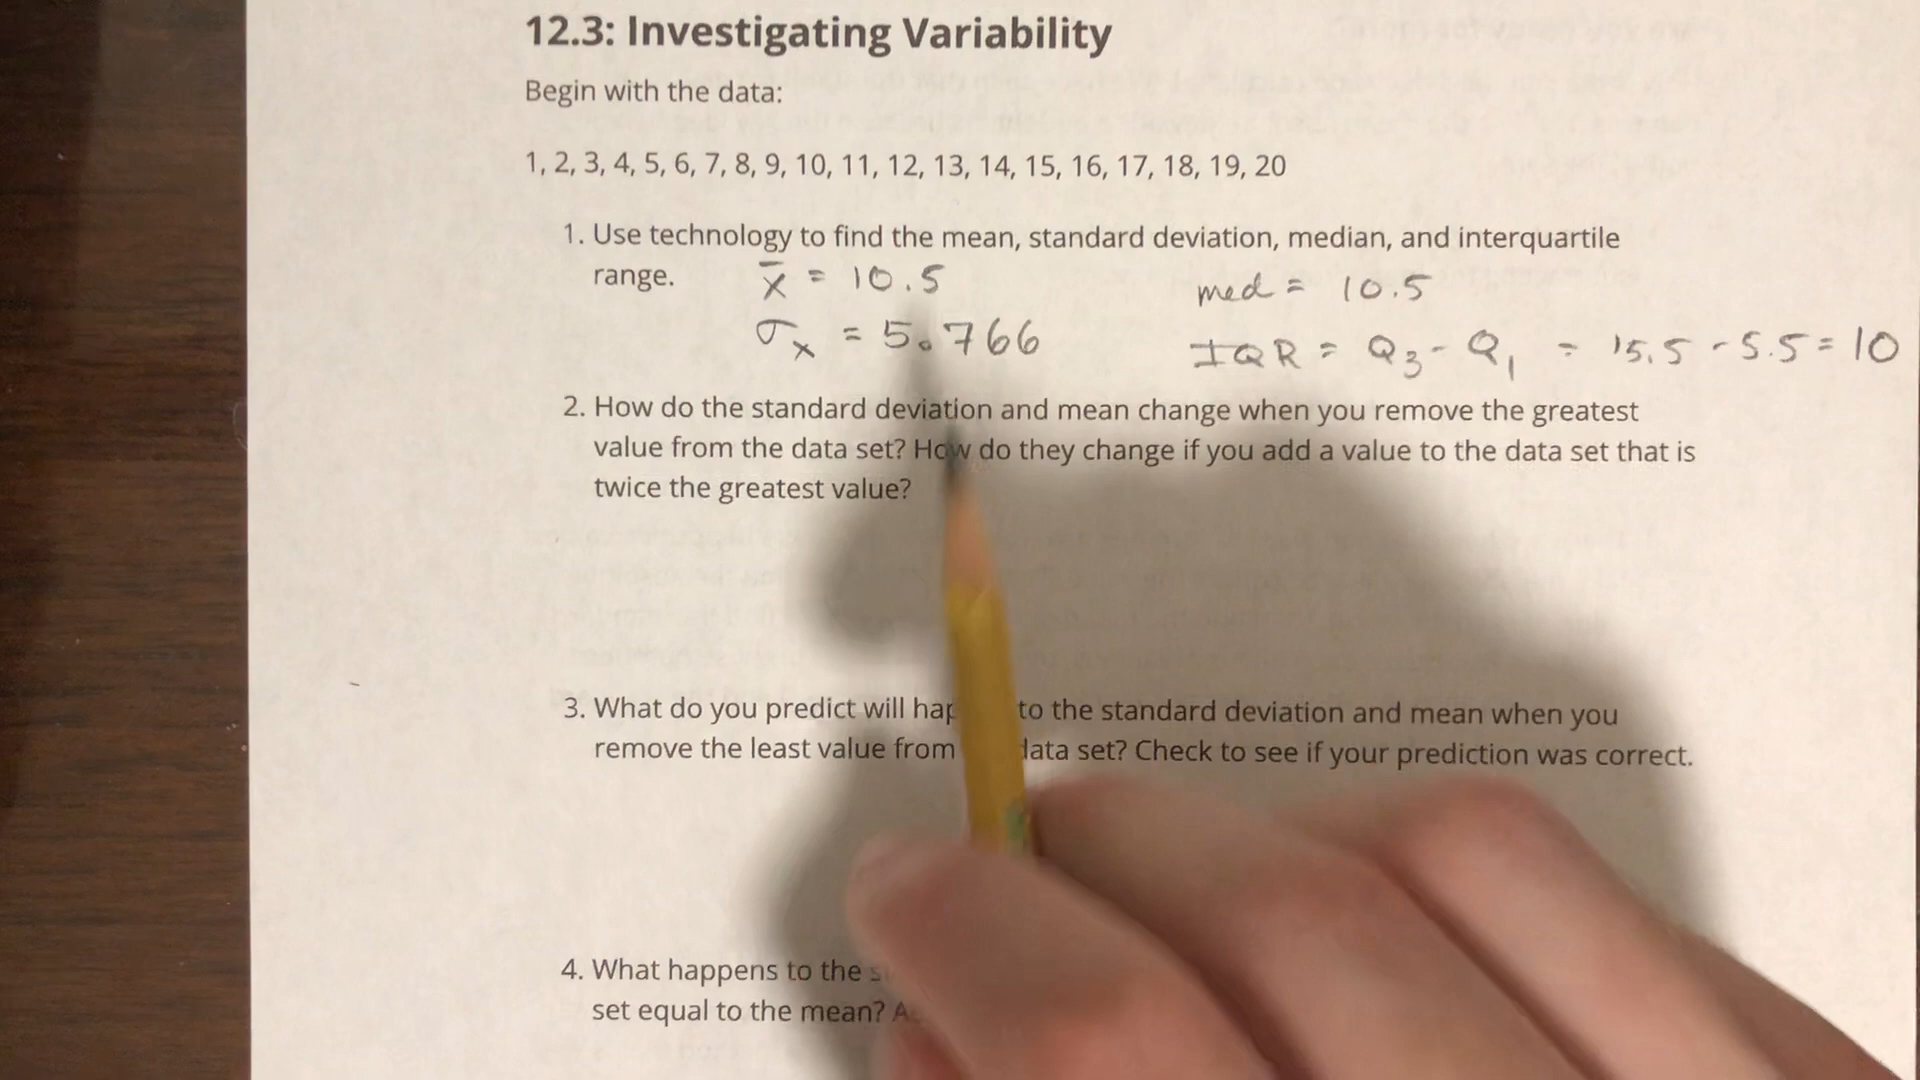 12.3: Investigating Variability
Begin with the data:
1, 2, 3, 4, 5, 6, 7, 8, 9, 10, 11, 12, 13, 14, 15, 16, 17, 18, 19, 20
1. Use technology to find the mean, standard deviation, median, and interquartile
range. x̄ = 10.5 med = 10.5
σx = 5.766 IQR = Q3 - Q1 = 15.5 - 5.5 = 10
2. How do the standard deviation and mean change when you remove the greatest
value from the data set? How do they change if you add a value to the data set that is
twice the greatest value?
3. What do you predict will to the standard deviation and mean when you
remove the least value from set? Check to see if your prediction was correct.
4. What happens to the
set equal to the mean?